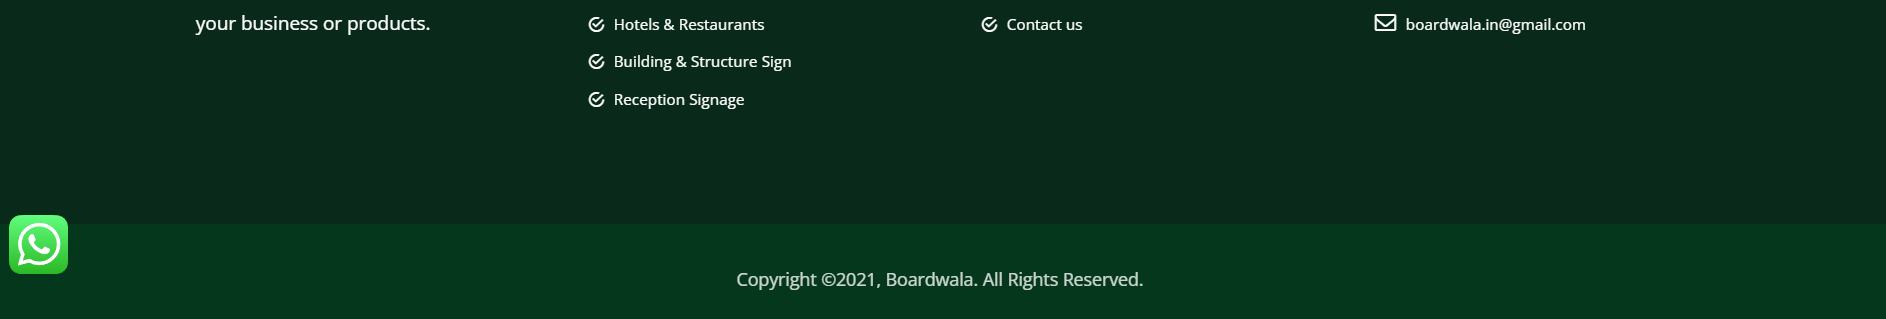 your business or products.
Hotels & Restaurants
Building & Structure Sign
Reception Signage
Contact us
boardwala.in@gmail.com
Copyright ©2021, Boardwala. All Rights Reserved.